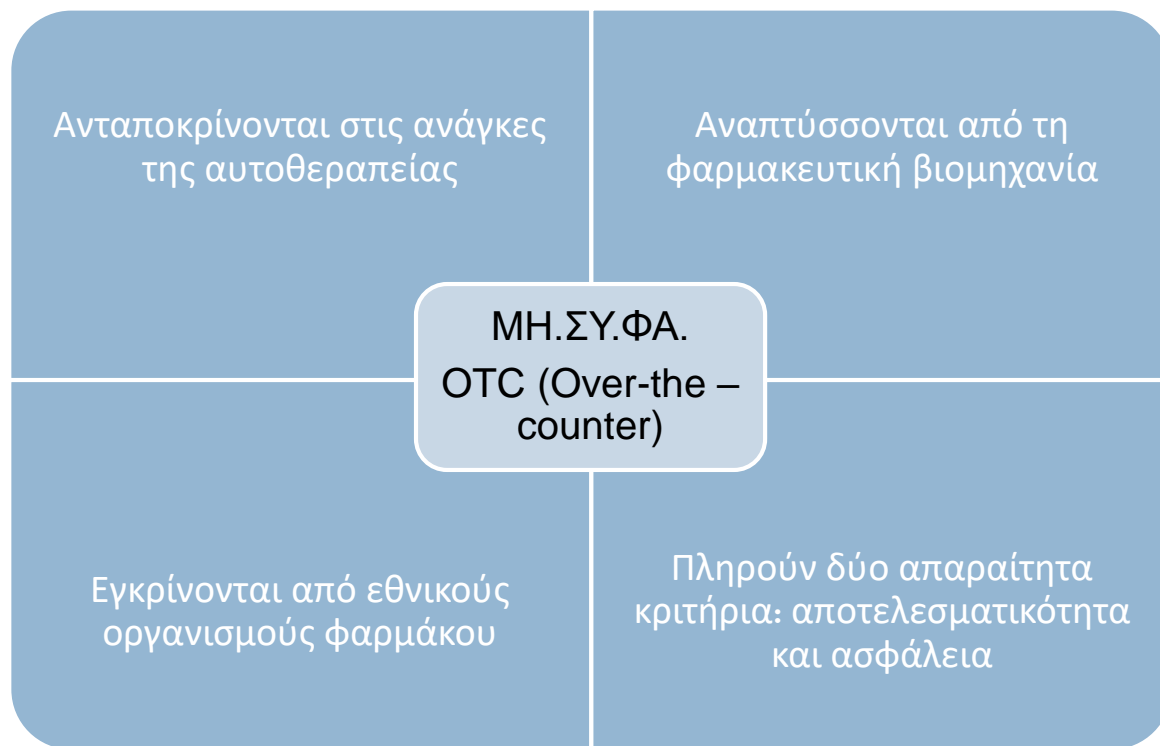 Ανταποκρίνονται στις ανάγκες
της αυτοθεραπείας
Αναπτύσσονται από τη
φαρμακευτική βιομηχανία
ΜΗ.ΣΥ.ΦΑ.
OTC (Over-the –
counter)
Εγκρίνονται από εθνικούς
οργανισμούς φαρμάκου
Πληρούν δύο απαραίτητα
κριτήρια: αποτελεσματικότητα
και ασφάλεια